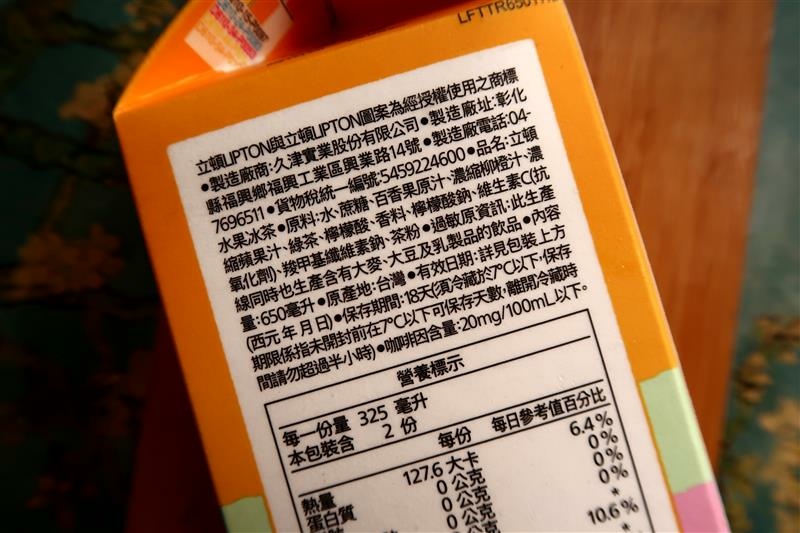 LFTTR650
立頓LIPTON與立頓LIPTON圖案為經授權使用之商標
•製造廠商:久津實業股份有限公司•製造廠址:彰化
縣福興鄉福興工業區興業路14號•製造廠電話:04-
7696511•貨物稅統一編號:5459224600•品名:立頓
水果冰茶•原料:水、蔗糖、百香果原汁、濃縮柳橙汁、濃
縮蘋果汁、綠茶、檸檬酸、香料、檸檬酸鈉、維生素C(抗
氧化劑)、羧甲基纖維素鈉、茶粉•過敏原資訊:此生產
線同時也生產含有大麥、大豆及乳製品的飲品•內容
量:650毫升•原產地:台灣•有效日期:詳見包裝上方
(西元年月日)•保存期間:18天(須冷藏於7°C以下,保存
期限係指未開封前在7°C以下可保存天數,離開冷藏時
間請勿超過半小時)•咖啡因含量:20mg/100mL以下。
營養標示
每一份量 325 毫升
本包裝含 2 份
每份 每日參考值百分比
熱量 127.6 大卡 6.4%
蛋白質 0 公克 0%
0 公克 0%
0 公克 0%
0 公克 *
10.6%
*